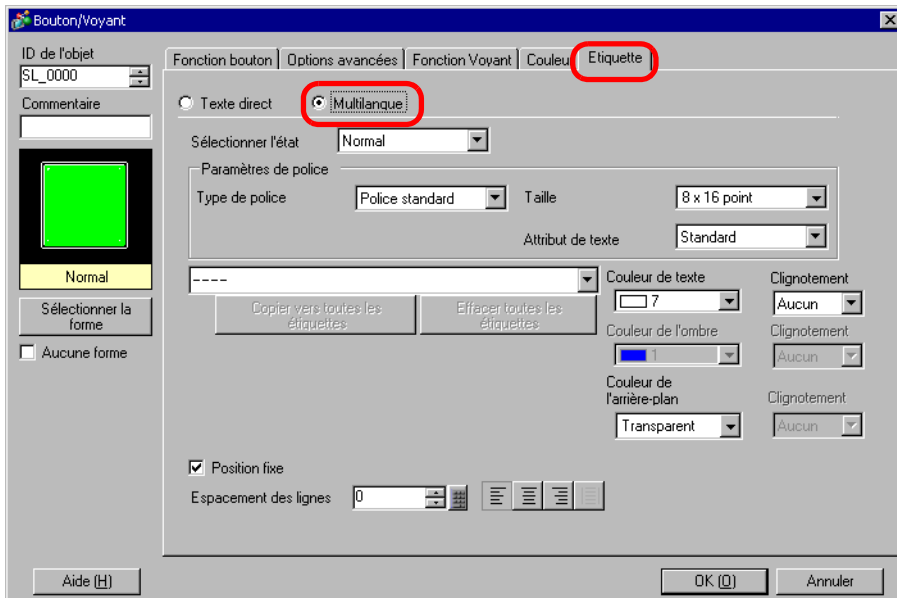 Bouton/Voyant
ID de l'objet
SL_0000
Commentaire
Normal
Sélectionner la
forme
Aucune forme
Fonction bouton
Options avancées
Fonction Voyant
Couleur
Etiquette
Texte direct
Multilangue
Sélectionner l'état
Normal
Paramètres de police
Type de police
Police standard
Taille
8 x 16 point
Attribut de texte
Standard
----
Copier vers toutes les
étiquettes
Effacer toutes les
étiquettes
Couleur de texte
7
Clignotement
Aucun
Couleur de l'ombre
1
Clignotement
Aucun
Couleur de
l'arrière-plan
Transparent
Clignotement
Aucun
Position fixe
Espacement des lignes
0
Aide (H)
OK (O)
Annuler